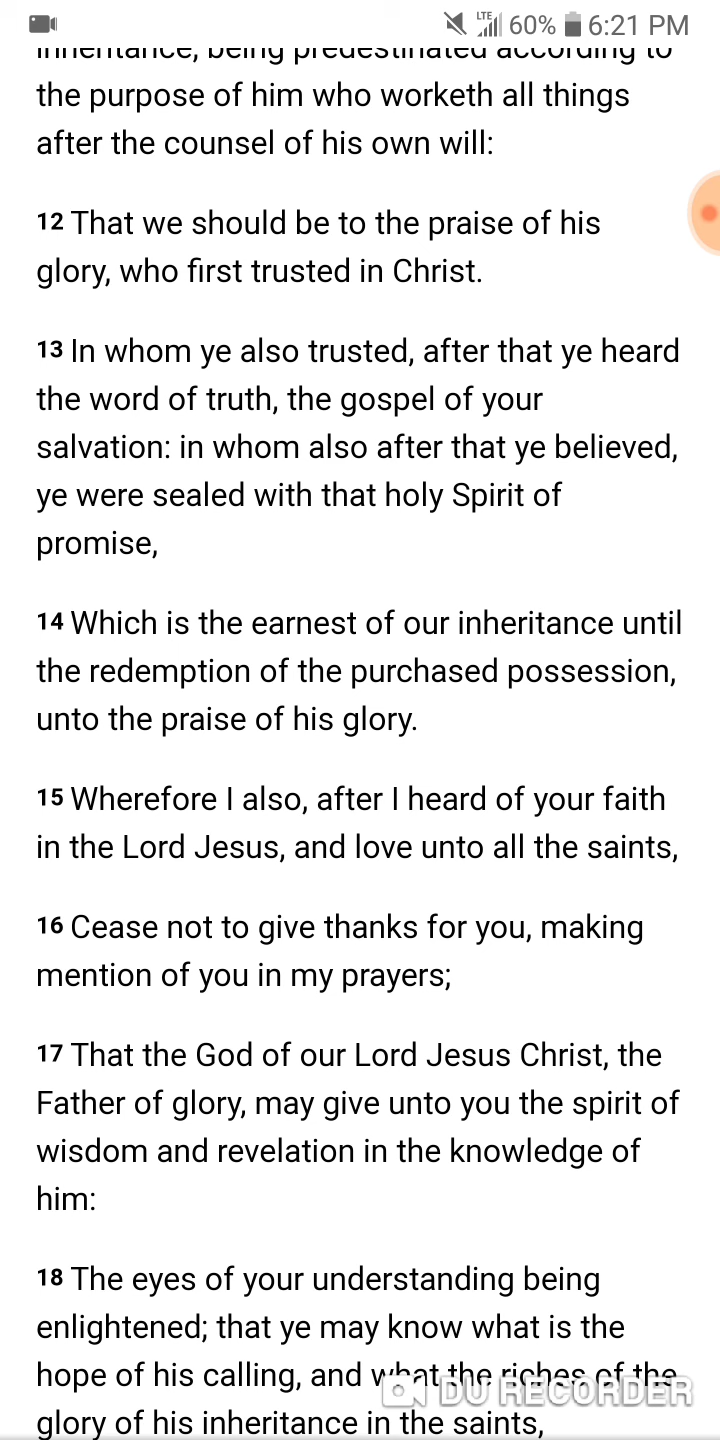 LTE 60% 6:21 PM
inheritance, being predestinated according to
the purpose of him who worketh all things
after the counsel of his own will:
12 That we should be to the praise of his
glory, who first trusted in Christ.
13 In whom ye also trusted, after that ye heard
the word of truth, the gospel of your
salvation: in whom also after that ye believed,
ye were sealed with that holy Spirit of
promise,
14 Which is the earnest of our inheritance until
the redemption of the purchased possession,
unto the praise of his glory.
15 Wherefore I also, after I heard of your faith
in the Lord Jesus, and love unto all the saints,
16 Cease not to give thanks for you, making
mention of you in my prayers;
17 That the God of our Lord Jesus Christ, the
Father of glory, may give unto you the spirit of
wisdom and revelation in the knowledge of
him:
18 The eyes of your understanding being
enlightened; that ye may know what is the
hope of his calling, and what the riches of the
DU RECORDER
glory of his inheritance in the saints,